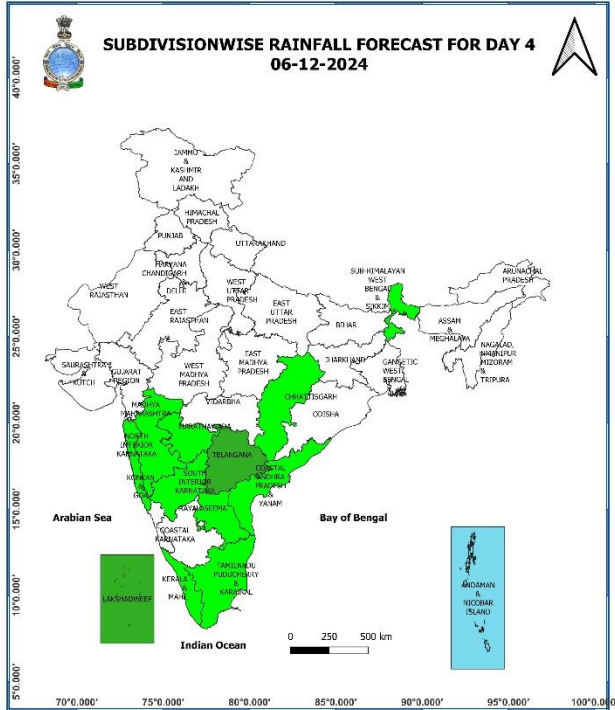 SUBDIVISIONWISE RAINFALL FORECAST FOR DAY 4
06-12-2024
40°0.000'
35°0.000'
30°0.000'
25°0.000'
20°0.000'
15°0.000'
10°0.000'
5°0.000'
JAMMO
&
KASHMIR
AND
LADAKH
HIMACHAL
PRADESH
PUNJAB
UTTARAKHAND
HARYANA
CHANDIGARH
&
DELHI
WEST
RAJASTHAN
WEST
UTTAR
PRADESH
EAST
RAJASTHAN
EAST
UTTAR
PRADESH
SUB-HIMALAYAN
WEST
BENGAL
&
SIKKIM
ARUNACHAL
PRADESH
BIHAR
ASSAM
&
MEGHALAYA
NAGALAD,
MNANIPUR
MIZORAM
&
TRIPURA
SAURASHTRA
&
KUTCH
GUJARAT
REGION
WEST
MADHYA
PRADESH
EAST
MADHYA
PRADESH
JHARKHAND
GANGETIC
WEST
BENGAL
CHHATTISGARH
ODISHA
VIDARBHA
MADHYA
MAHARASHTRA
MARATHAWADA
NORTH
INTERIOR
KARNATAKA
TELANGANA
KONKAN
&
GOA
SOUTH
INTERIOR
KARNATAKA
COASTAL
ANDHRA
PRADESH
&
YANAM
RAYALASEEMA
COASTAL
KARNATAKA
Arabian Sea
Bay of Bengal
TAMILNADU
PUDUCHERRY
&
KARAIKAL
KERALA
&
MAHE
LAKSHADWEEP
ANDAMAN
&
NICOBAR
ISLAND
Indian Ocean
0 250 500 km
70°0.000' 75°0.000' 80°0.000' 85°0.000' 90°0.000' 95°0.000' 100°0.000'